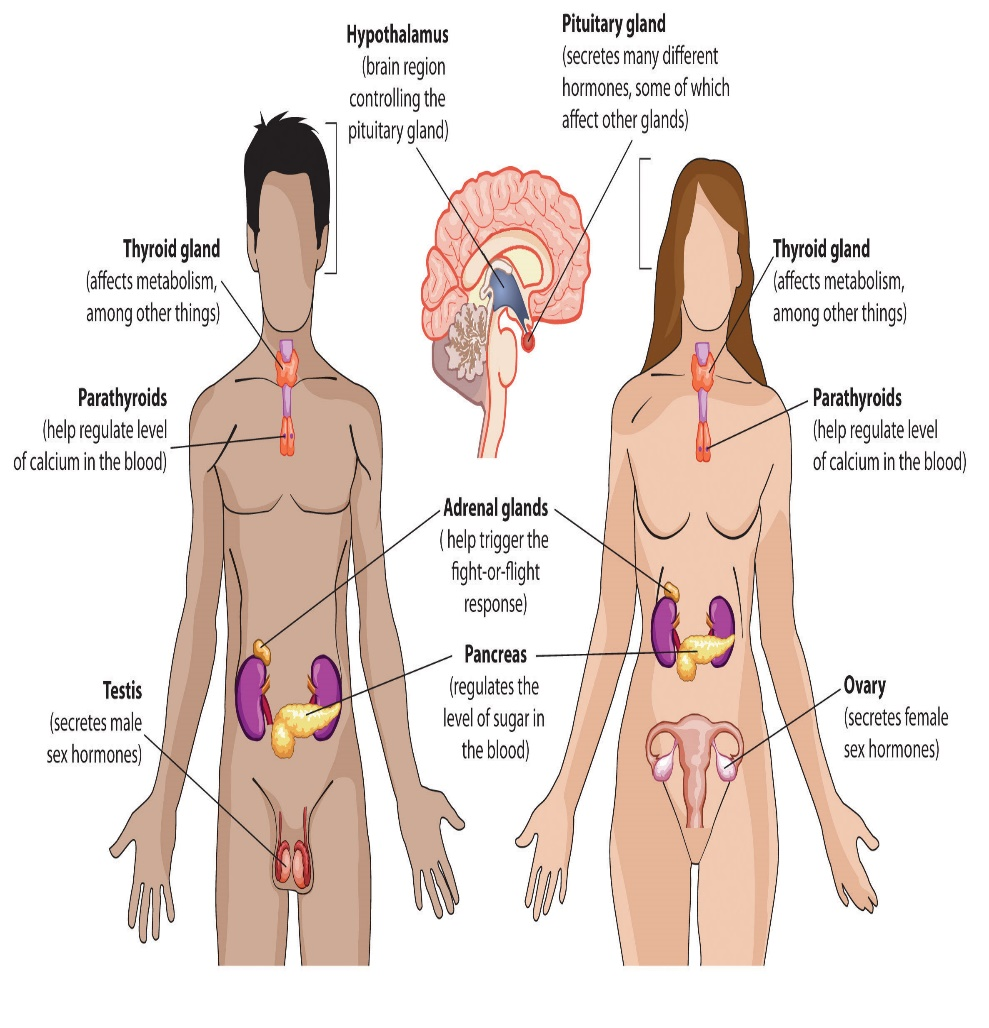 Hypothalamus
(brain region
controlling the
pituitary gland)
Pituitary gland
(secretes many different
hormones, some of which
affect other glands)
Thyroid gland
(affects metabolism,
among other things)
Thyroid gland
(affects metabolism,
among other things)
Parathyroids
(help regulate level
of calcium in the blood)
Parathyroids
(help regulate level
of calcium in the blood)
Adrenal glands
( help trigger the
fight-or-flight
response)
Pancreas
(regulates the
level of sugar in
the blood)
Testis
(secretes male
sex hormones)
Ovary
(secretes female
sex hormones)